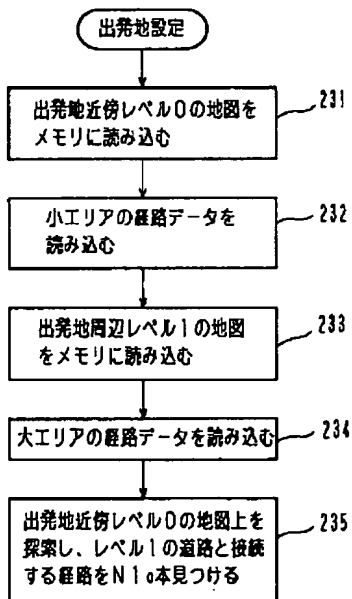 出発地設定
出発地近傍レベル0の地図を
メモリに読み込む
231
小エリアの経路データを
読み込む
232
出発地周辺レベル1の地図
をメモリに読み込む
233
大エリアの経路データを読み込む
234
出発地近傍レベル0の地図上を
探索し、レベル1の道路と接続
する経路をN1o本見つける
235